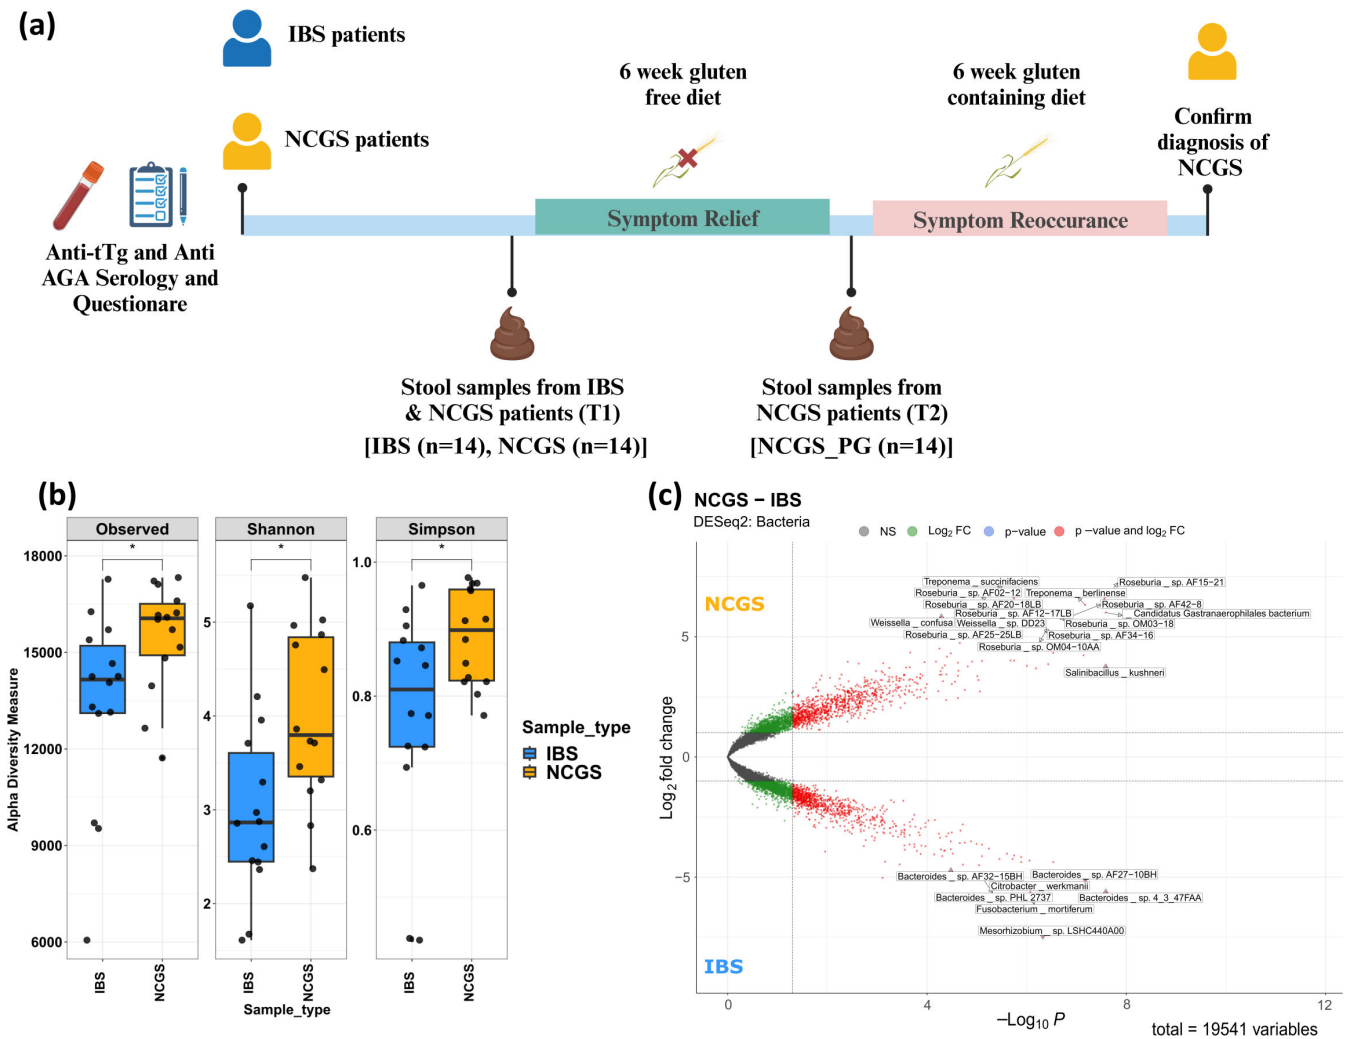 (a)
IBS patients
NCGS patients
6 week gluten
free diet
6 week gluten
containing diet
Confirm
diagnosis of
NCGS
Symptom Relief
Symptom Reoccurance
Anti-tTg and Anti
AGA Serology and
Questionare
Stool samples from IBS
& NCGS patients (T1)
[IBS (n=14), NCGS (n=14)]
Stool samples from
NCGS patients (T2)
[NCGS_PG (n=14)]
(b)
Observed
Shannon
Simpson
*
*
*
Alpha Diversity Measure
18000
15000
12000
9000
6000
5
4
3
2
1.0
0.8
0.6
IBS
NCGS
IBS
NCGS
IBS
NCGS
Sample_type
Sample_type
IBS
NCGS
(c)
NCGS − IBS
DESeq2: Bacteria
NS
Log2 FC
p−value
p −value and log2 FC
NCGS
IBS
Treponema _ succinifaciens
Roseburia _ sp. AF15-21
Roseburia _ sp. AF02-12
Treponema _ berlinense
Roseburia _ sp. AF20-18LB
Roseburia _ sp. AF42-8
Roseburia _ sp. AF12-17LB
Candidatus Gastranaerophilales bacterium
Weissella _ confusa
Weissella _ sp. DD23
Roseburia _ sp. OM03-18
Roseburia _ sp. AF25-25LB
Roseburia _ sp. AF34-16
Roseburia _ sp. OM04-10AA
Salinibacillus _ kushneri
Bacteroides _ sp. AF32-15BH
Bacteroides _ sp. AF27-10BH
Citrobacter _ werkmanii
Bacteroides _ sp. PHL 2737
Bacteroides _ sp. 4_3_47FAA
Fusobacterium _ mortiferum
Mesorhizobium _ sp. LSHC440A00
Log2 fold change
5
0
−5
0
4
8
12
−Log10 P
total = 19541 variables